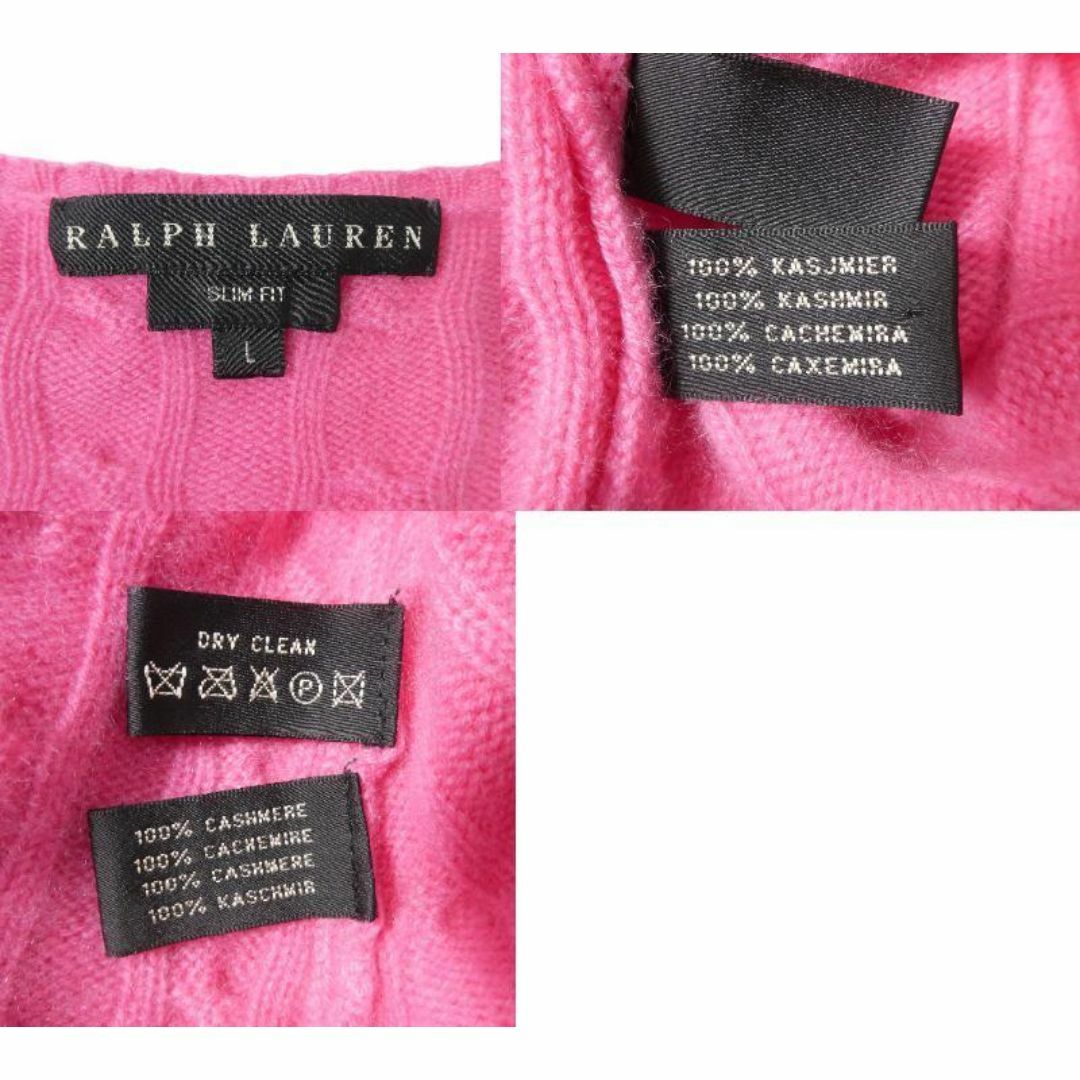 RALPH LAUREN
SLIM FIT
L
100% KASJMIER
100% KASHMIR
100% CACHEMIRA
100% CAXEMIRA
DRY CLEAN
P
100% CASHMERE
100% CACHEMIRE
100% CASHMERE
100% KASCHMIR